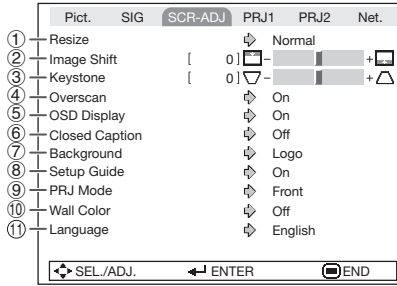 Pict. SIG SCR-ADJ PRJ1 PRJ2 Net.
① Resize Normal
② Image Shift [ 0 ] - +
③ Keystone [ 0 ] - +
④ Overscan On
⑤ OSD Display On
⑥ Closed Caption Off
⑦ Background Logo
⑧ Setup Guide On
⑨ PRJ Mode Front
⑩ Wall Color Off
⑪ Language English
SEL./ADJ. ENTER END